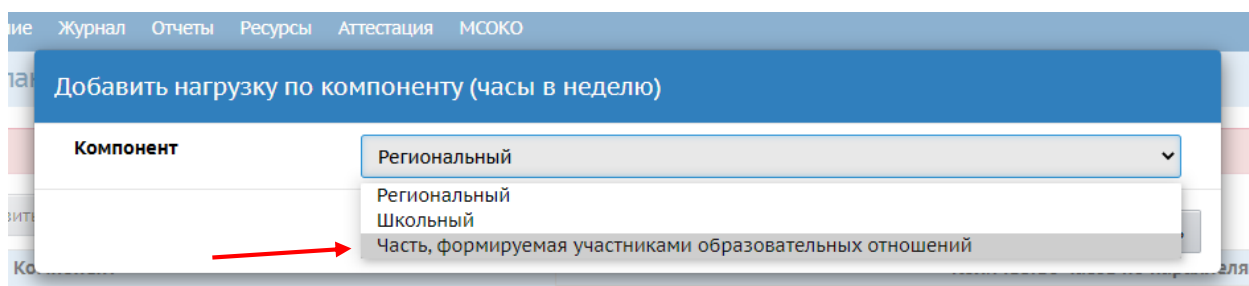 Журнал Отчеты Ресурсы Аттестация МСОКО
Добавить нагрузку по компоненту (часы в неделю)
Компонент
Региональный
Региональный
Школьный
Часть, формируемая участниками образовательных отношений